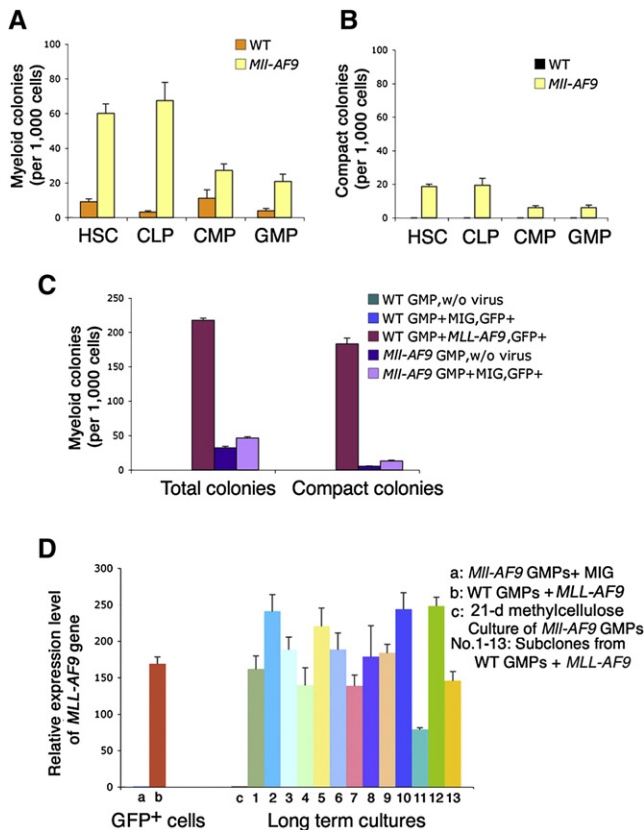 A
WT
Mll-AF9
Myeloid colonies
(per 1,000 cells)
100
80
60
40
20
0
HSC CLP CMP GMP
B
WT
Mll-AF9
Compact colonies
(per 1,000 cells)
100
80
60
40
20
0
HSC CLP CMP GMP
C
WT GMP,w/o virus
WT GMP+MIG,GFP+
WT GMP+MLL-AF9,GFP+
Mll-AF9 GMP,w/o virus
Mll-AF9 GMP+MIG,GFP+
Myeloid colonies
(per 1,000 cells)
250
200
150
100
50
0
Total colonies Compact colonies
D
Relative expression level
of MLL-AF9 gene
300
250
200
150
100
50
0
a b c 1 2 3 4 5 6 7 8 9 10 11 12 13
GFP+ cells Long term cultures
a: Mll-AF9 GMPs+ MIG
b: WT GMPs + MLL-AF9
c: 21-d methylcellulose
Culture of Mll-AF9 GMPs
No.1-13: Subclones from
WT GMPs + MLL-AF9